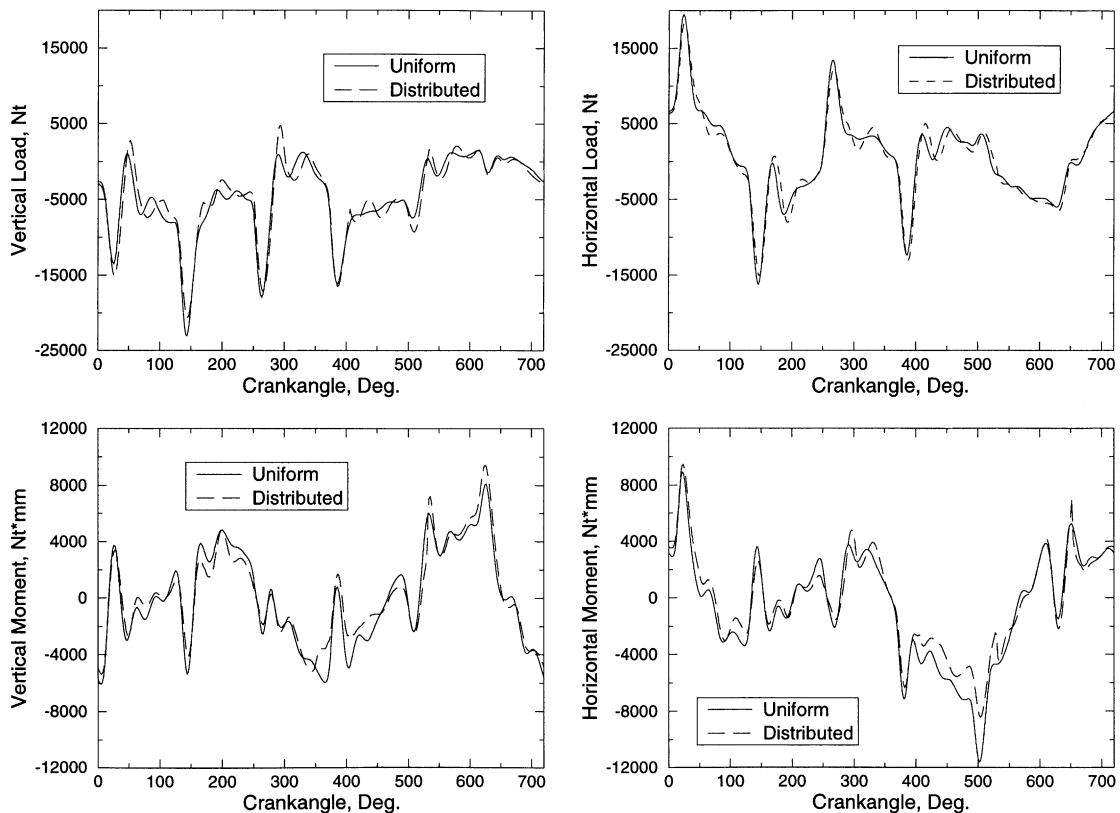 15000
5000
-5000
-15000
-25000
Vertical Load, Nt
Uniform
Distributed
0 100 200 300 400 500 600 700
Crankangle, Deg.
15000
5000
-5000
-15000
-25000
Horizontal Load, Nt
Uniform
Distributed
0 100 200 300 400 500 600 700
Crankangle, Deg.
12000
8000
4000
0
-4000
-8000
-12000
Vertical Moment, Nt*mm
Uniform
Distributed
0 100 200 300 400 500 600 700
Crankangle, Deg.
12000
8000
4000
0
-4000
-8000
-12000
Horizontal Moment, Nt*mm
Uniform
Distributed
0 100 200 300 400 500 600 700
Crankangle, Deg.